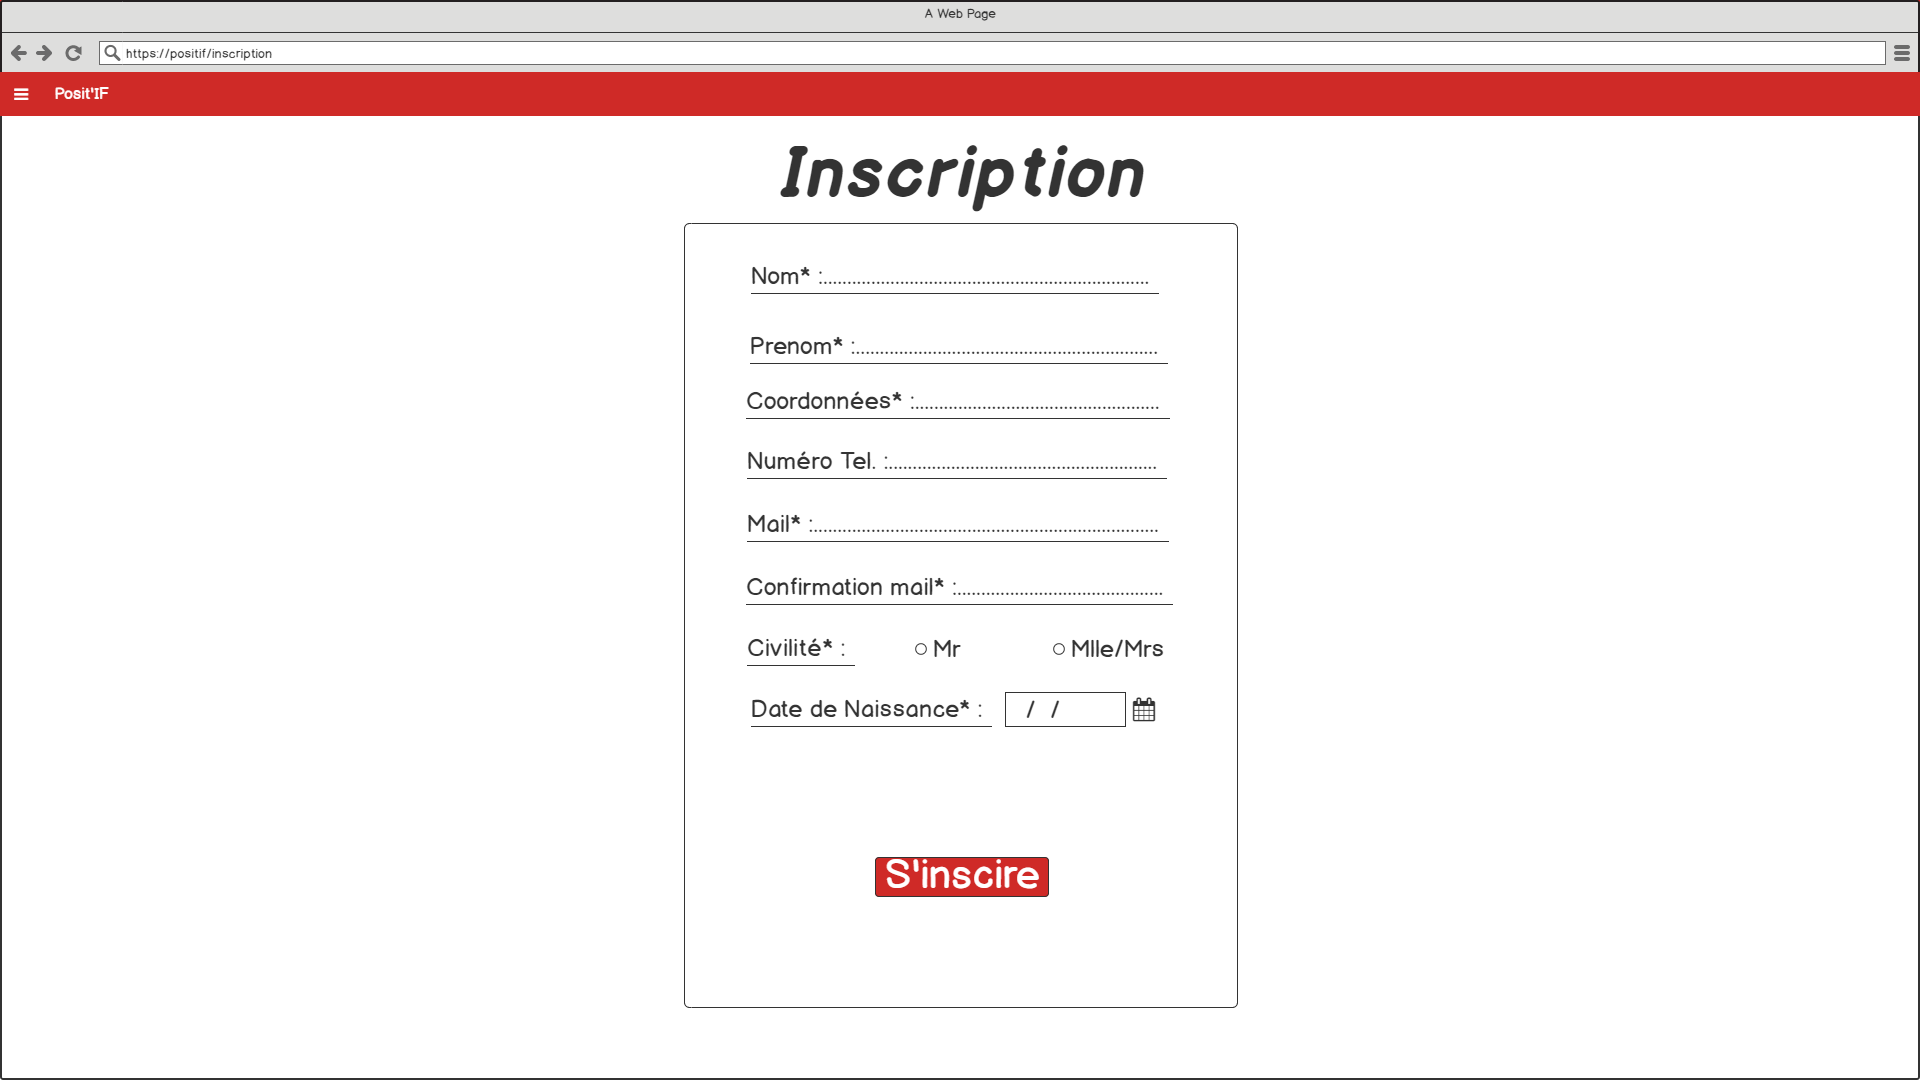 A Web Page
https://positif/inscription
Posit'IF
Inscription
Nom* :....................................................................
Prenom* :...............................................................
Coordonnées* :...................................................
Numéro Tel. :........................................................
Mail* :........................................................................
Confirmation mail* :...........................................
Civilité* : Mr Mlle/Mrs
Date de Naissance* : / /
S'inscire